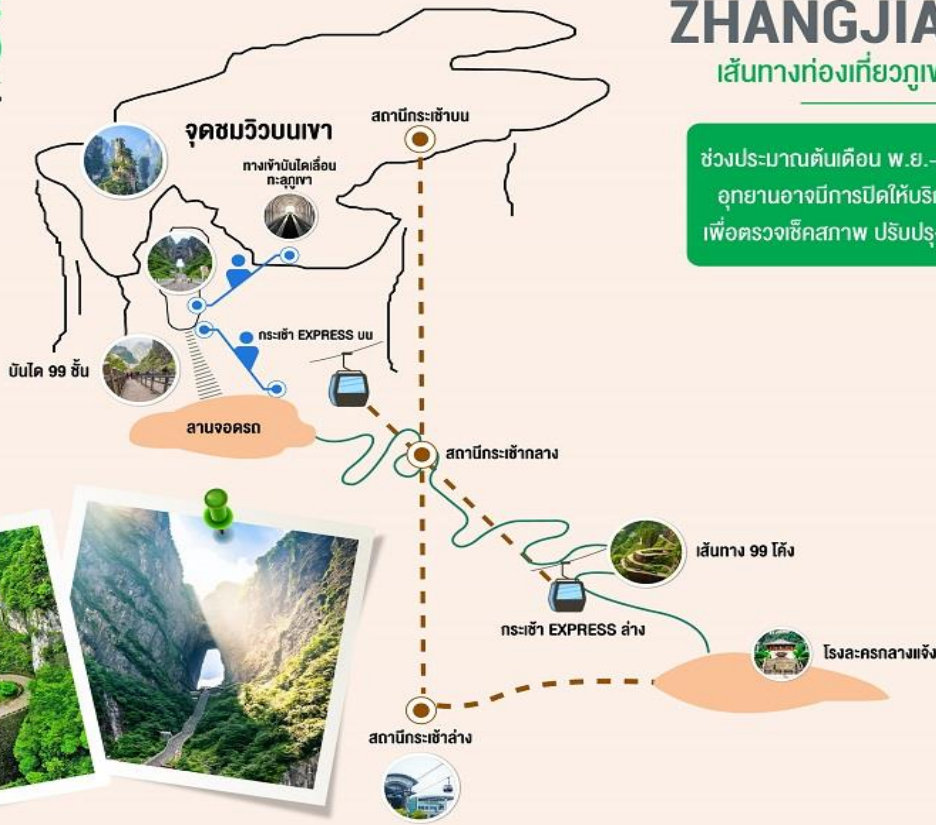 ZHANGJIA
เส้นทางท่องเที่ยวภูเข
ช่วงประมาณต้นเดือน พ.ย.-
อุทยานอาจมีการปิดให้บริก
เพื่อตรวจเช็คสภาพ ปรับปรุง
สถานีกระเช้าบน
จุดชมวิวบนเขา
ทางเข้าบันไดเลื่อน
ทะลุภูเขา
กระเช้า EXPRESS บน
บันได 99 ชั้น
ลานจอดรถ
สถานีกระเช้ากลาง
เส้นทาง 99 โค้ง
กระเช้า EXPRESS ล่าง
โรงละครกลางแจ้ง
สถานีกระเช้าล่าง